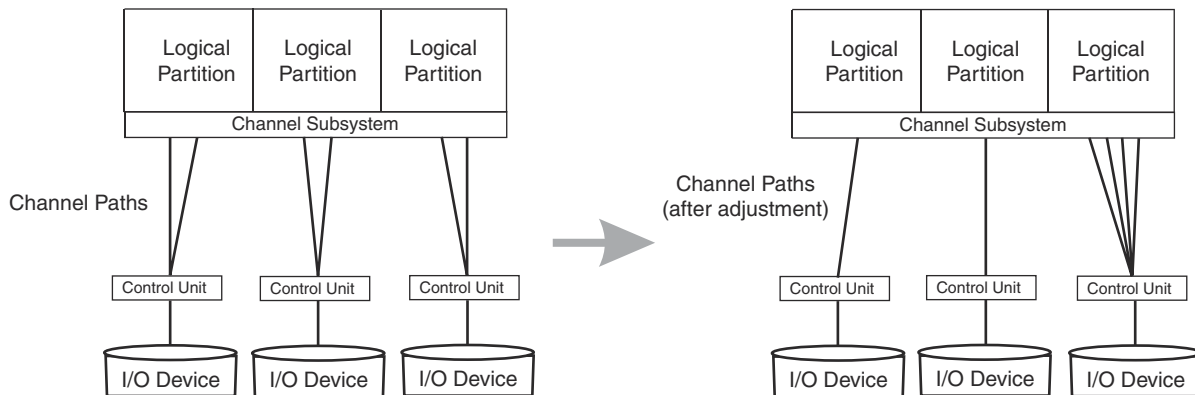 Logical Partition
Logical Partition
Logical Partition
Channel Subsystem
Channel Paths
Control Unit
Control Unit
Control Unit
I/O Device
I/O Device
I/O Device
Logical Partition
Logical Partition
Logical Partition
Channel Subsystem
Channel Paths
(after adjustment)
Control Unit
Control Unit
Control Unit
I/O Device
I/O Device
I/O Device